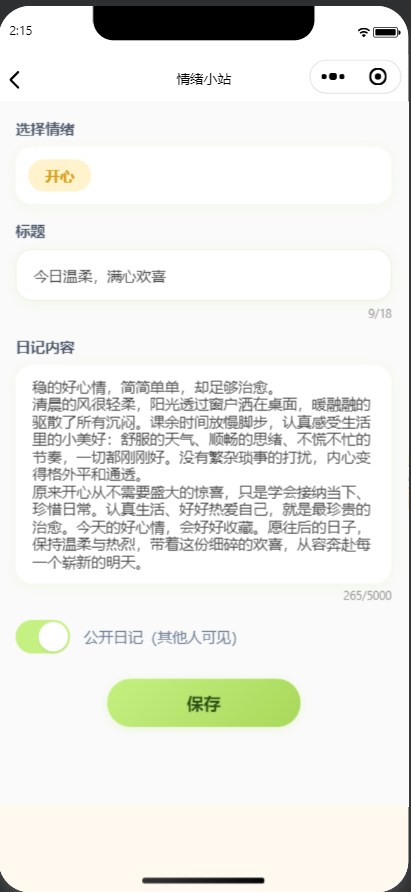 2:15
情绪小站
选择情绪
开心
标题
今日温柔，满心欢喜
9/18
日记内容
稳的好心情，简简单单，却足够治愈。
清晨的风很轻柔，阳光透过窗户洒在桌面，暖融融的
驱散了所有沉闷。课余时间放慢脚步，认真感受生活
里的小美好：舒服的天气、顺畅的思绪、不慌不忙的
节奏，一切都刚刚好。没有繁杂琐事的打扰，内心变
得格外平和通透。
原来开心从不需要盛大的惊喜，只是学会接纳当下、
珍惜日常。认真生活、好好热爱自己，就是最珍贵的
治愈。今天的好心情，会好好收藏。愿往后的日子，
保持温柔与热烈，带着这份细碎的欢喜，从容奔赴每
一个崭新的明天。
265/5000
公开日记（其他人可见）
保存